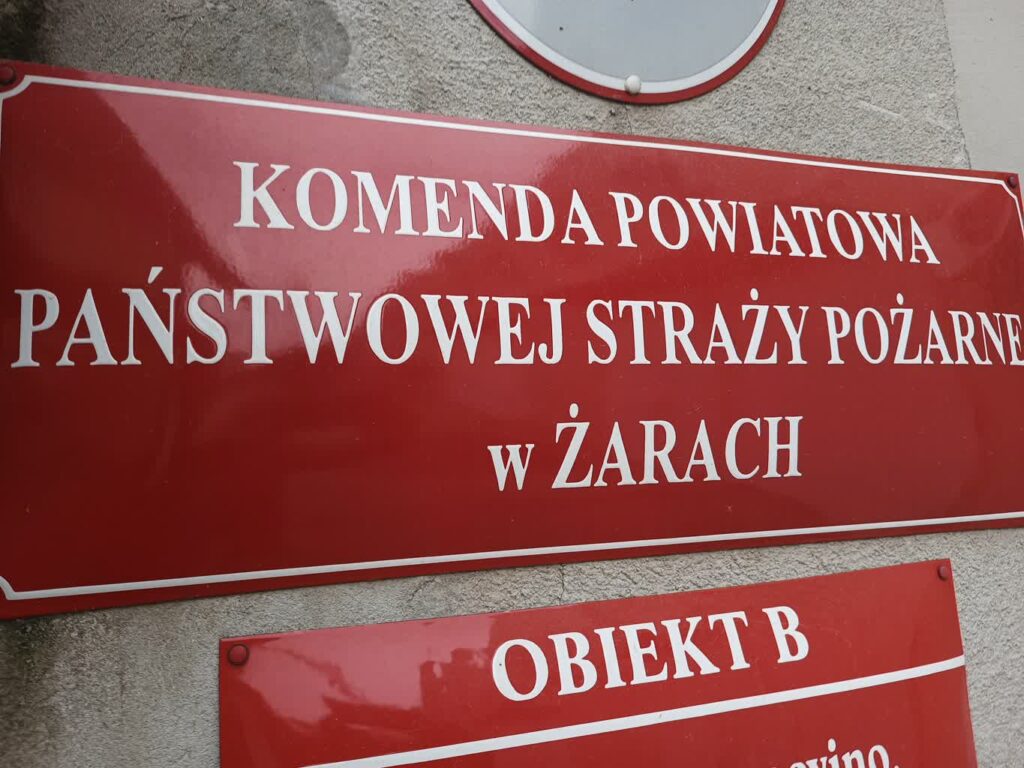 KOMENDA POWIATOWA
PAŃSTWOWEJ STRAŻY POŻARNE
w ŻARACH
OBIEKT B